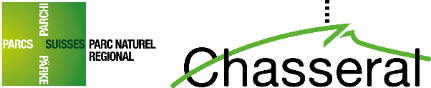 PARCHI
PARCS SUISSES PARC NATUREL
REGIONAL
PÄRKE
Chasseral